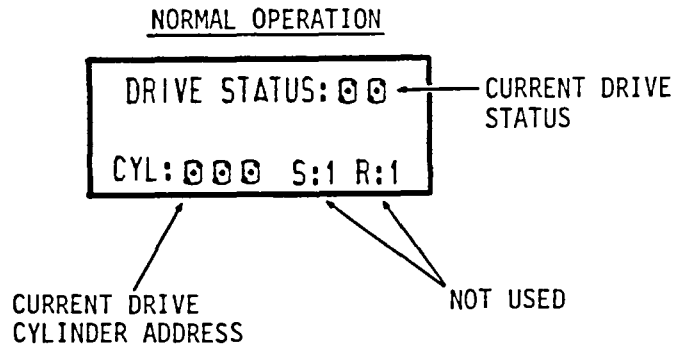 NORMAL OPERATION
DRIVE STATUS:00
CURRENT DRIVE
STATUS
CYL:000 S:1 R:1
CURRENT DRIVE
CYLINDER ADDRESS
NOT USED